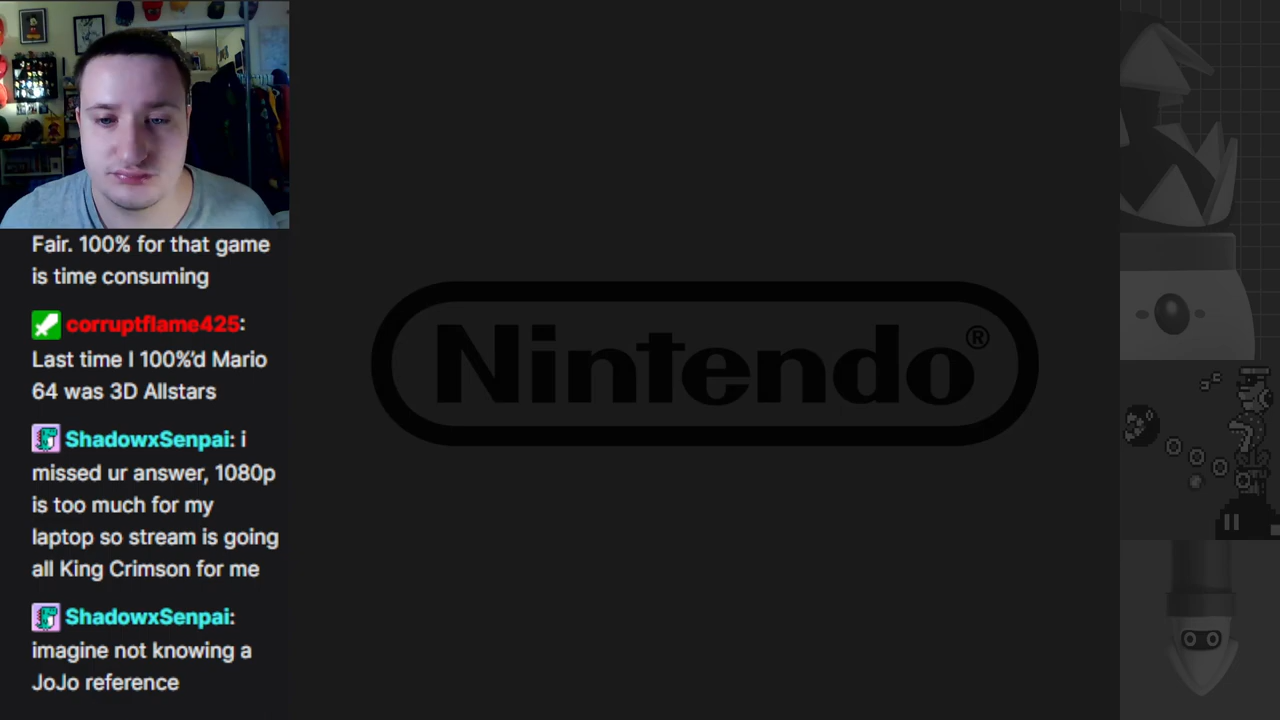 Fair. 100% for that game
is time consuming
corruptflame425:
Last time I 100%'d Mario
64 was 3D Allstars
ShadowxSenpai: i
missed ur answer, 1080p
is too much for my
laptop so stream is going
all King Crimson for me
ShadowxSenpai:
imagine not knowing a
JoJo reference
Nintendo®